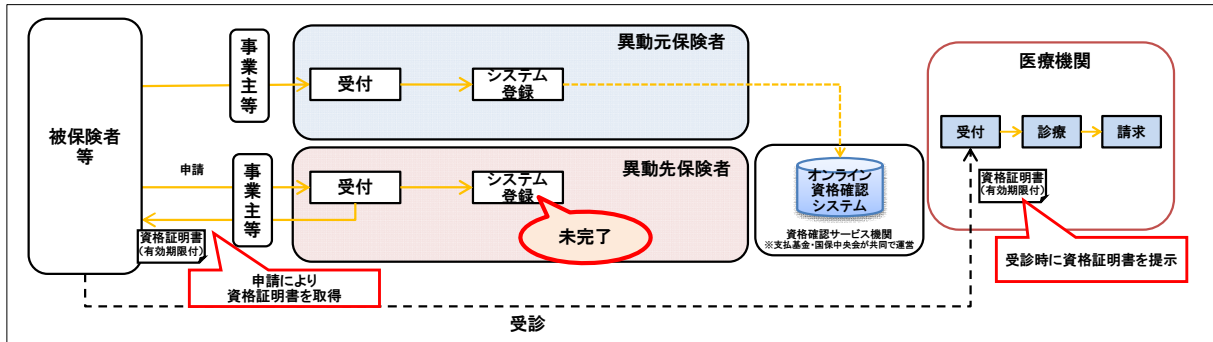 被保険者
等
事業主等
異動元保険者
受付
システム
登録
申請
事業主等
異動先保険者
受付
システム
登録
未完了
資格証明書
(有効期限付)
申請により
資格証明書を取得
オンライン
資格確認
システム
資格確認サービス機関
※支払基金・国保中央会が共同で運営
医療機関
受付
診療
請求
資格証明書
(有効期限付)
受診時に資格証明書を提示
受診